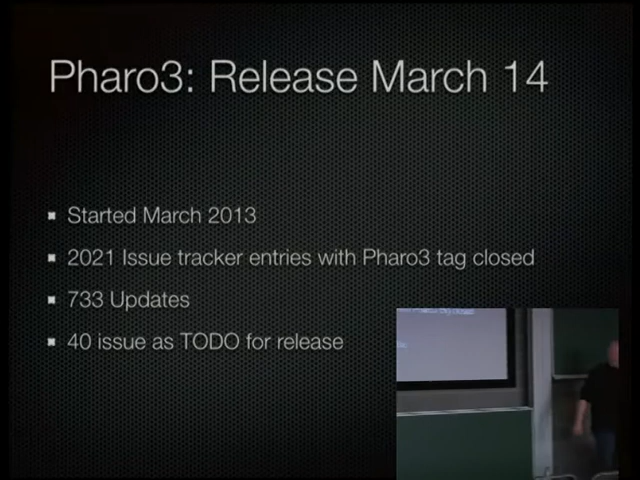 Pharo3: Release March 14
Started March 2013
2021 Issue tracker entries with Pharo3 tag closed
733 Updates
40 issue as TODO for release